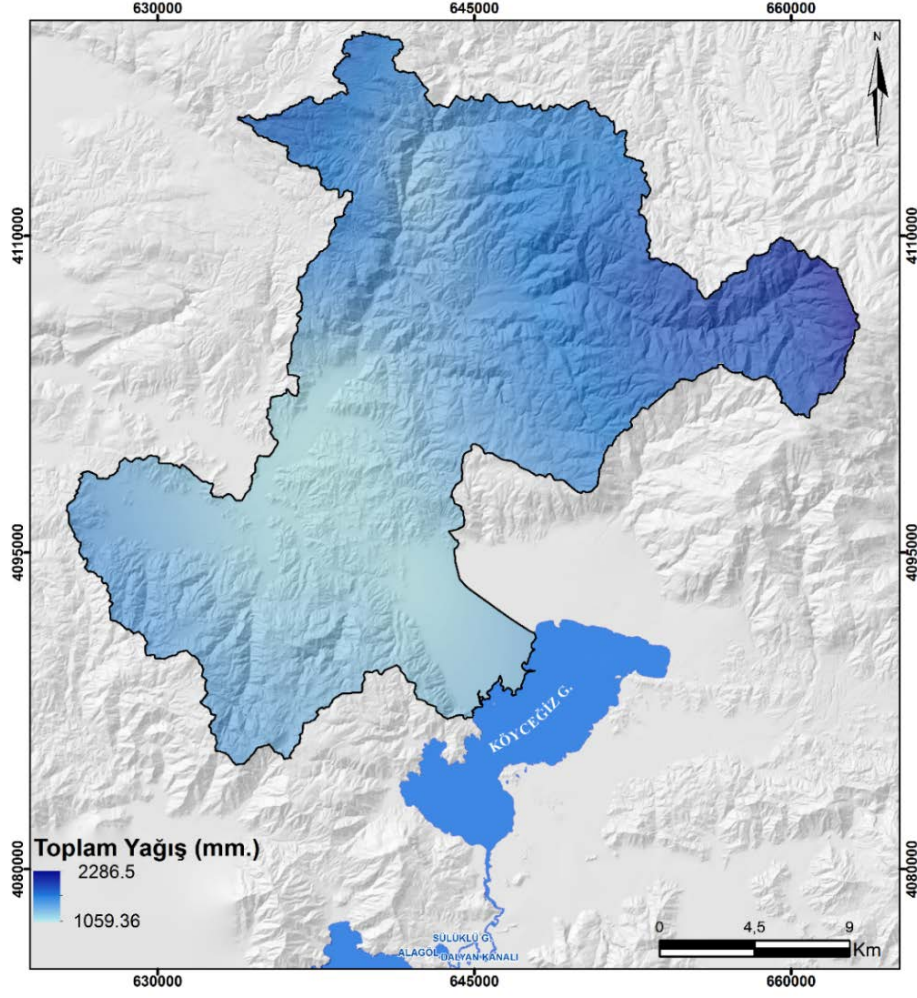 630000 645000 660000
N
4110000 4110000
4095000 4095000
KÖYCEĞİZ G.
Toplam Yağış (mm.)
2286.5
1059.36
4080000 4080000
0 4,5 9
Km
SÜLÜKLÜ G.
ALAGÖL DALYAN KANALI
630000 645000 660000